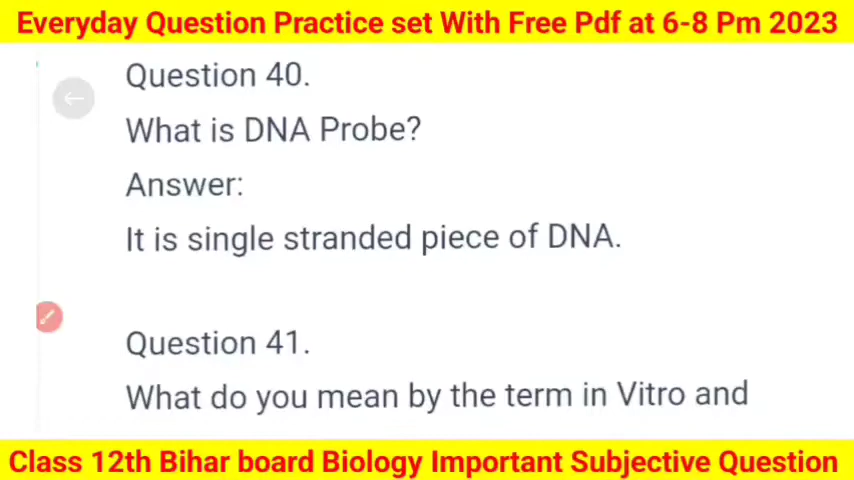 Everyday Question Practice set With Free Pdf at 6-8 Pm 2023
Question 40.
What is DNA Probe?
Answer:
It is single stranded piece of DNA.
Question 41.
What do you mean by the term in Vitro and
Class 12th Bihar board Biology Important Subjective Question